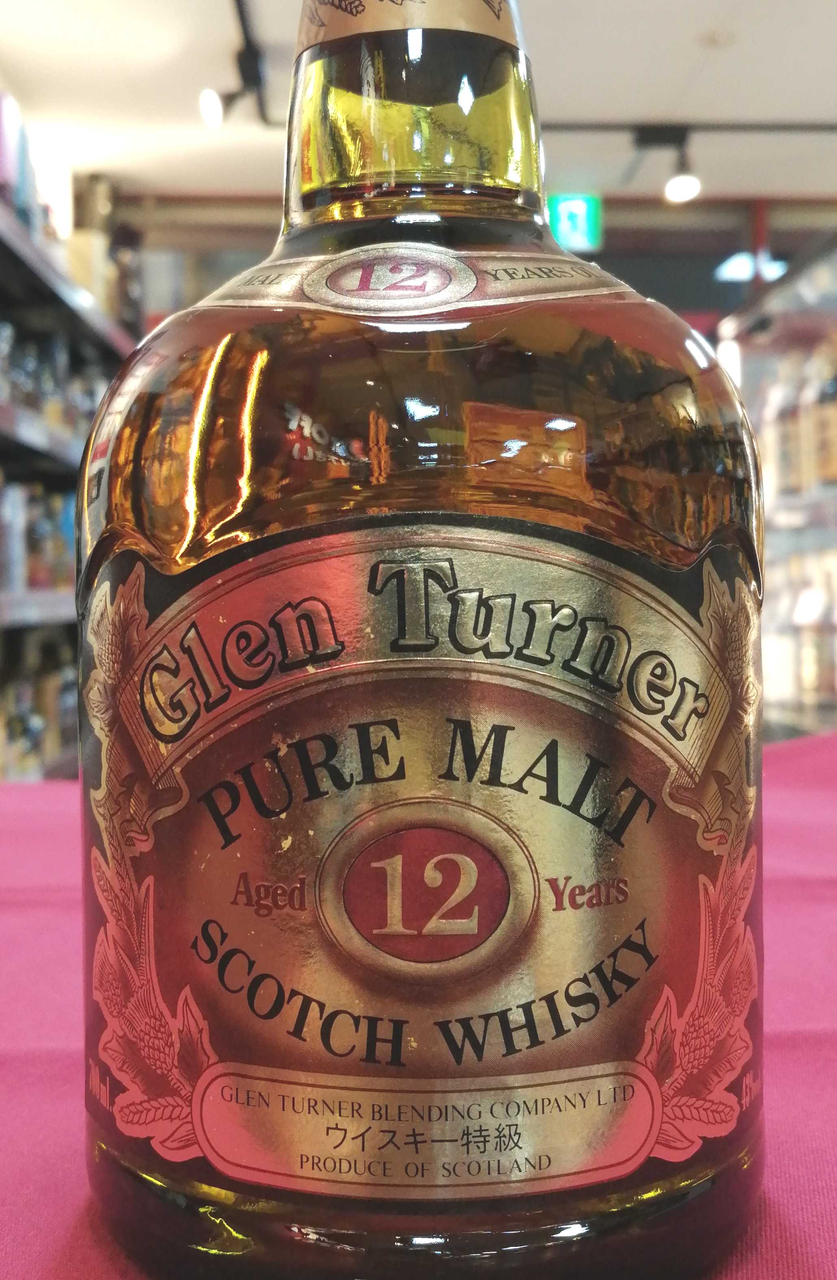 12 YEARS
Glen Turner
PURE MALT
Aged 12 Years
SCOTCH WHISKY
GLEN TURNER BLENDING COMPANY LTD
ウイスキー特級
PRODUCE OF SCOTLAND